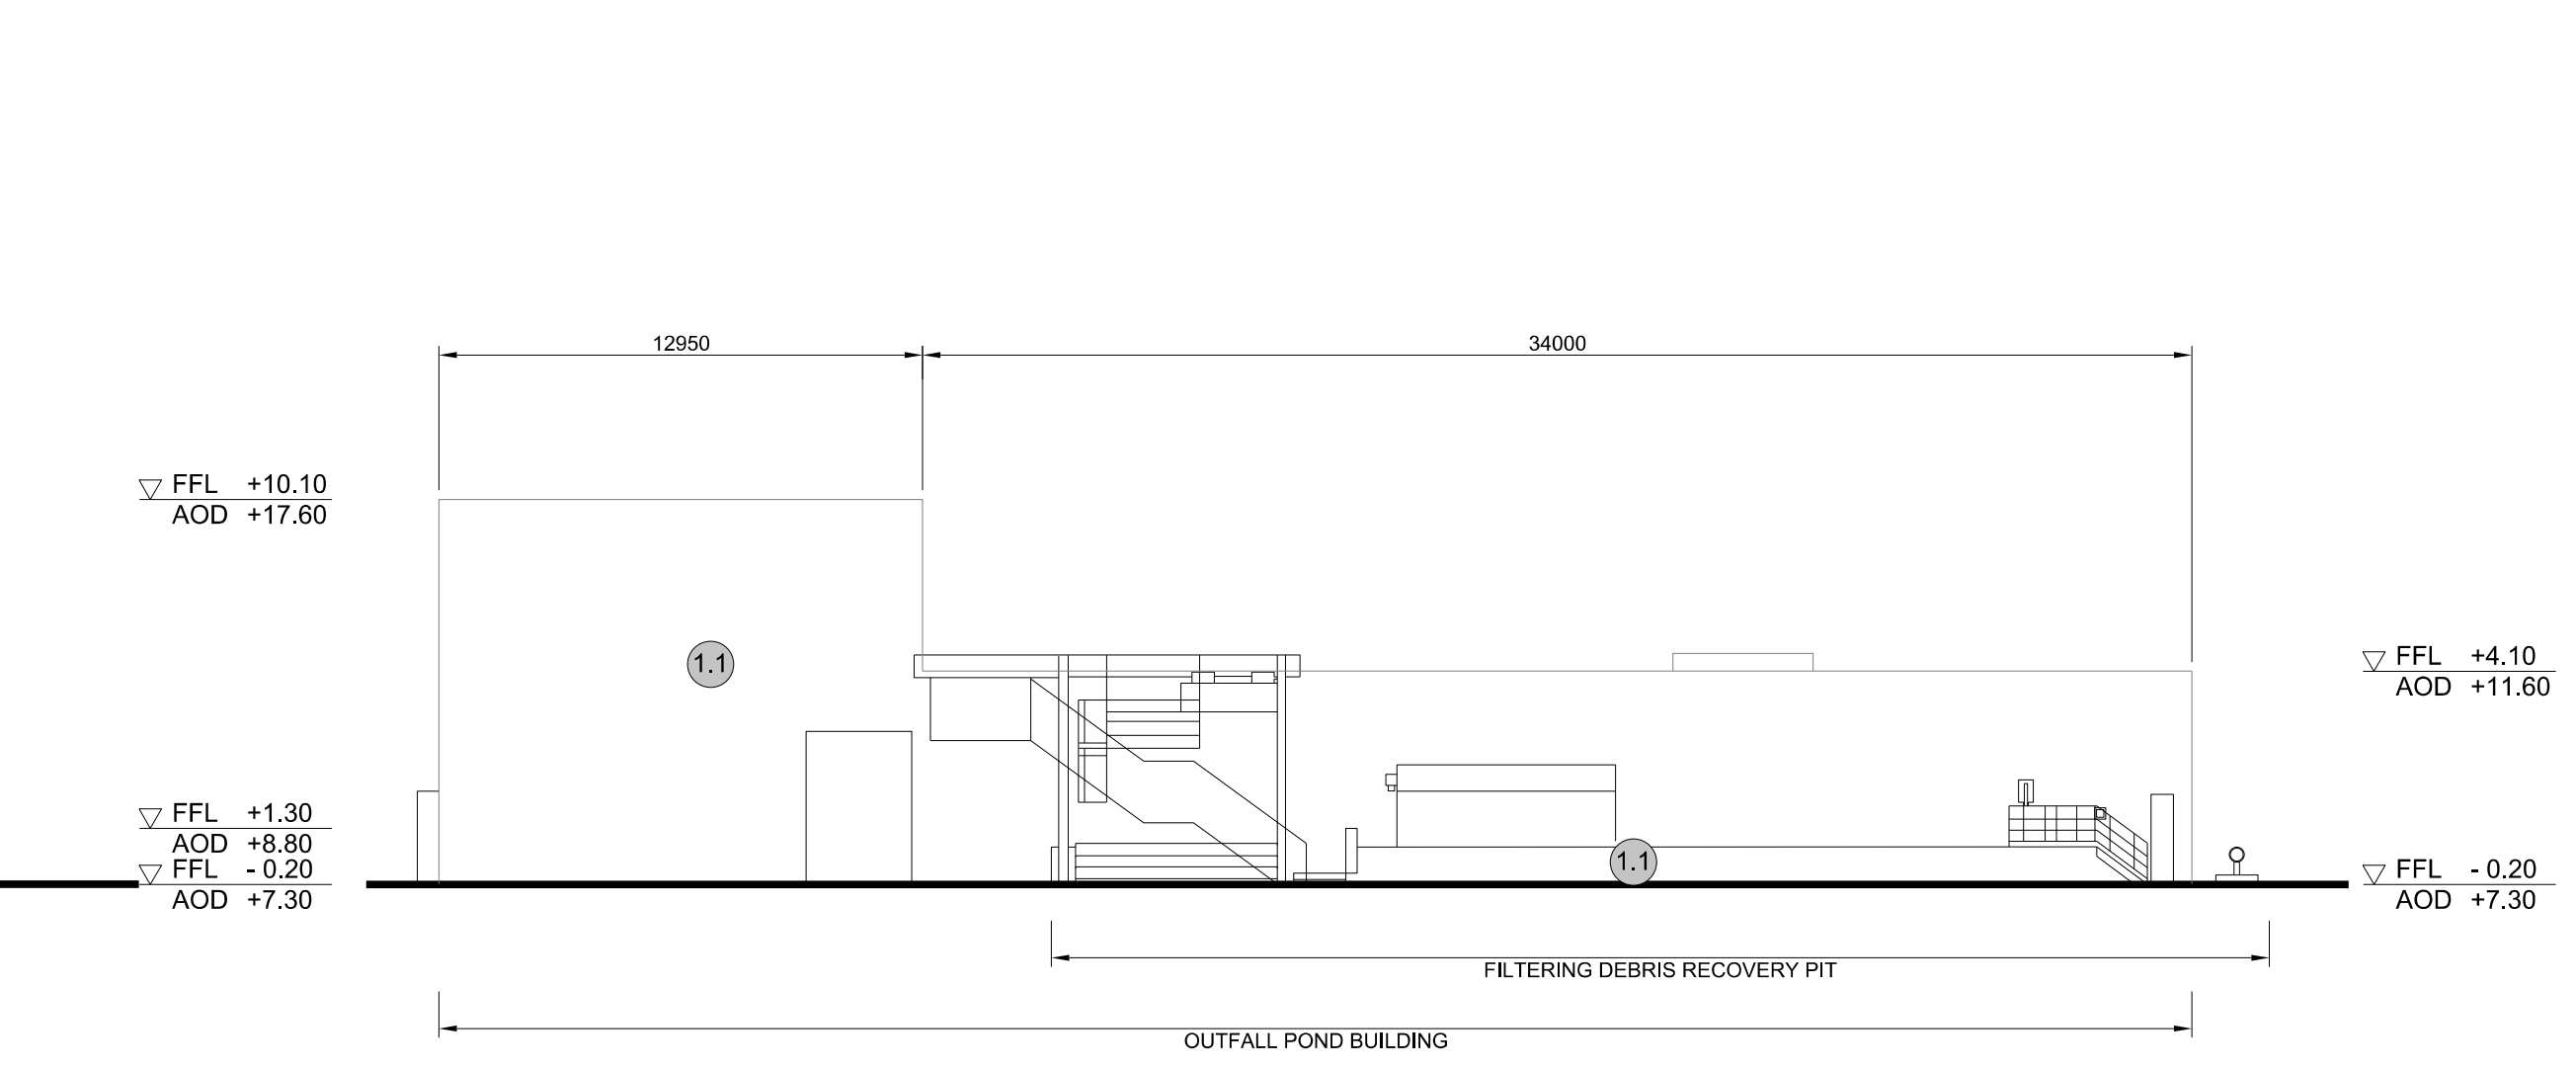 12950
34000
FFL +10.10
AOD +17.60
1.1
FFL +4.10
AOD +11.60
FFL +1.30
AOD +8.80
FFL - 0.20
AOD +7.30
1.1
FFL - 0.20
AOD +7.30
FILTERING DEBRIS RECOVERY PIT
OUTFALL POND BUILDING